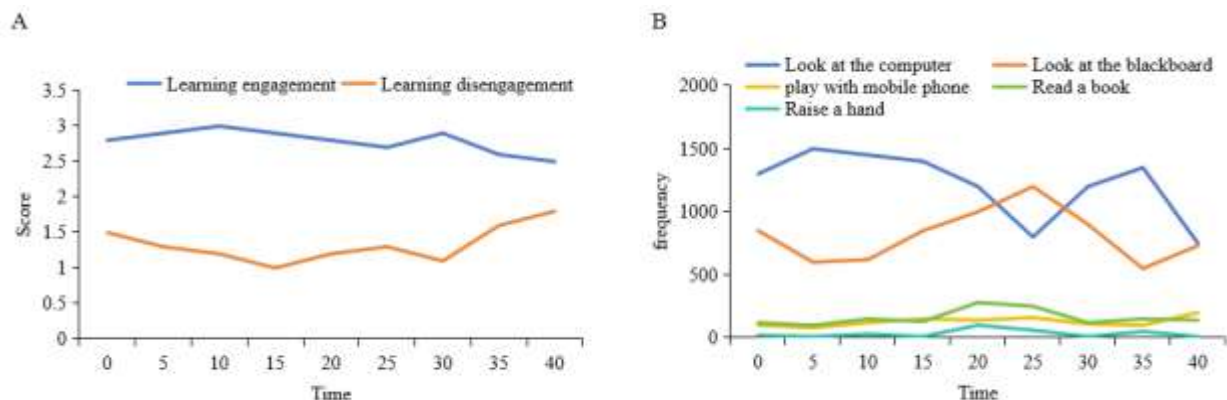 A
Learning engagement Learning disengagement
3.5
3
2.5
2
1.5
1
0.5
0
Score
0 5 10 15 20 25 30 35 40
Time
B
Look at the computer Look at the blackboard
play with mobile phone Read a book
Raise a hand
2000
1500
1000
500
0
frequency
0 5 10 15 20 25 30 35 40
Time